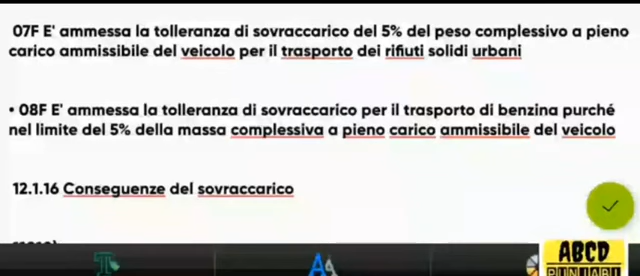 07F E' ammessa la tolleranza di sovraccarico del 5% del peso complessivo a pieno
carico ammissibile del veicolo per il trasporto dei rifiuti solidi urbani
• 08F E' ammessa la tolleranza di sovraccarico per il trasporto di benzina purché
nel limite del 5% della massa complessiva a pieno carico ammissibile del veicolo
12.1.16 Conseguenze del sovraccarico
ABCD
PUNJABI